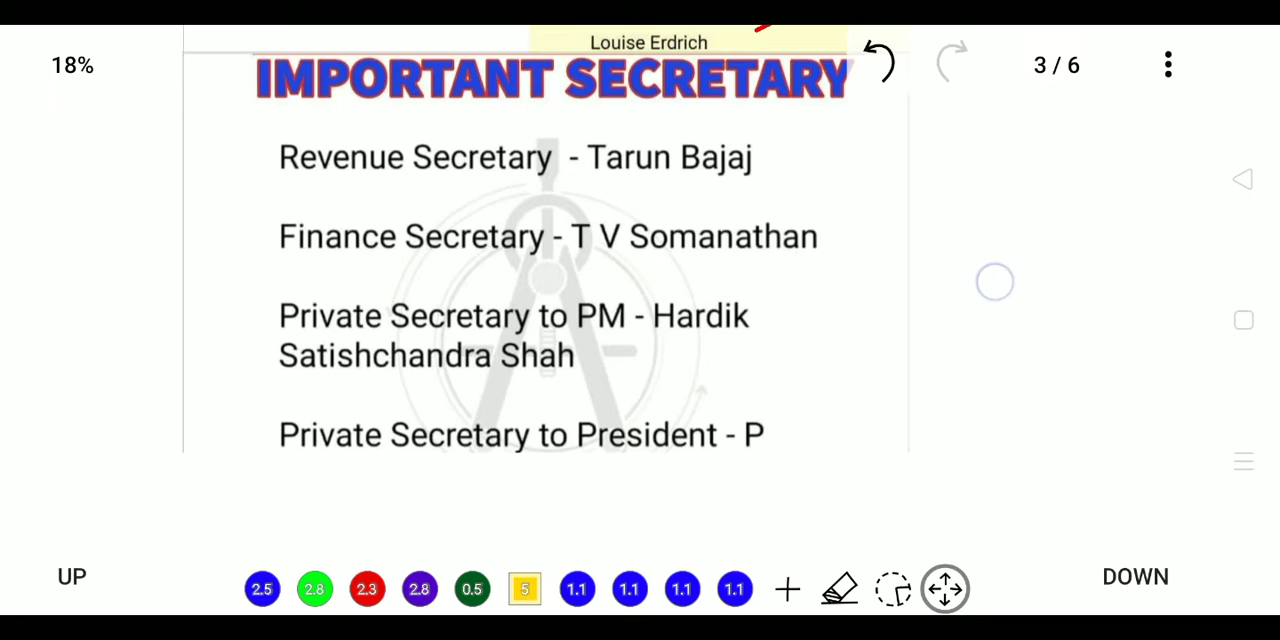 Louise Erdrich
18%
IMPORTANT SECRETARY
3 / 6
Revenue Secretary - Tarun Bajaj
Finance Secretary - T V Somanathan
Private Secretary to PM - Hardik
Satishchandra Shah
Private Secretary to President - P
UP
2.5 2.8 2.3 2.8 0.5 5 1.1 1.1 1.1 1.1
DOWN